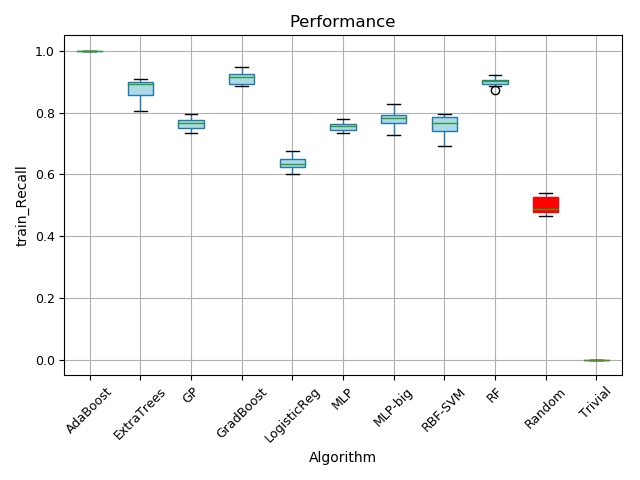 Performance
train_Recall
1.0
0.8
0.6
0.4
0.2
0.0
AdaBoost
ExtraTrees
GP
GradBoost
LogisticReg
MLP
MLP-big
RBF-SVM
RF
Random
Trivial
Algorithm